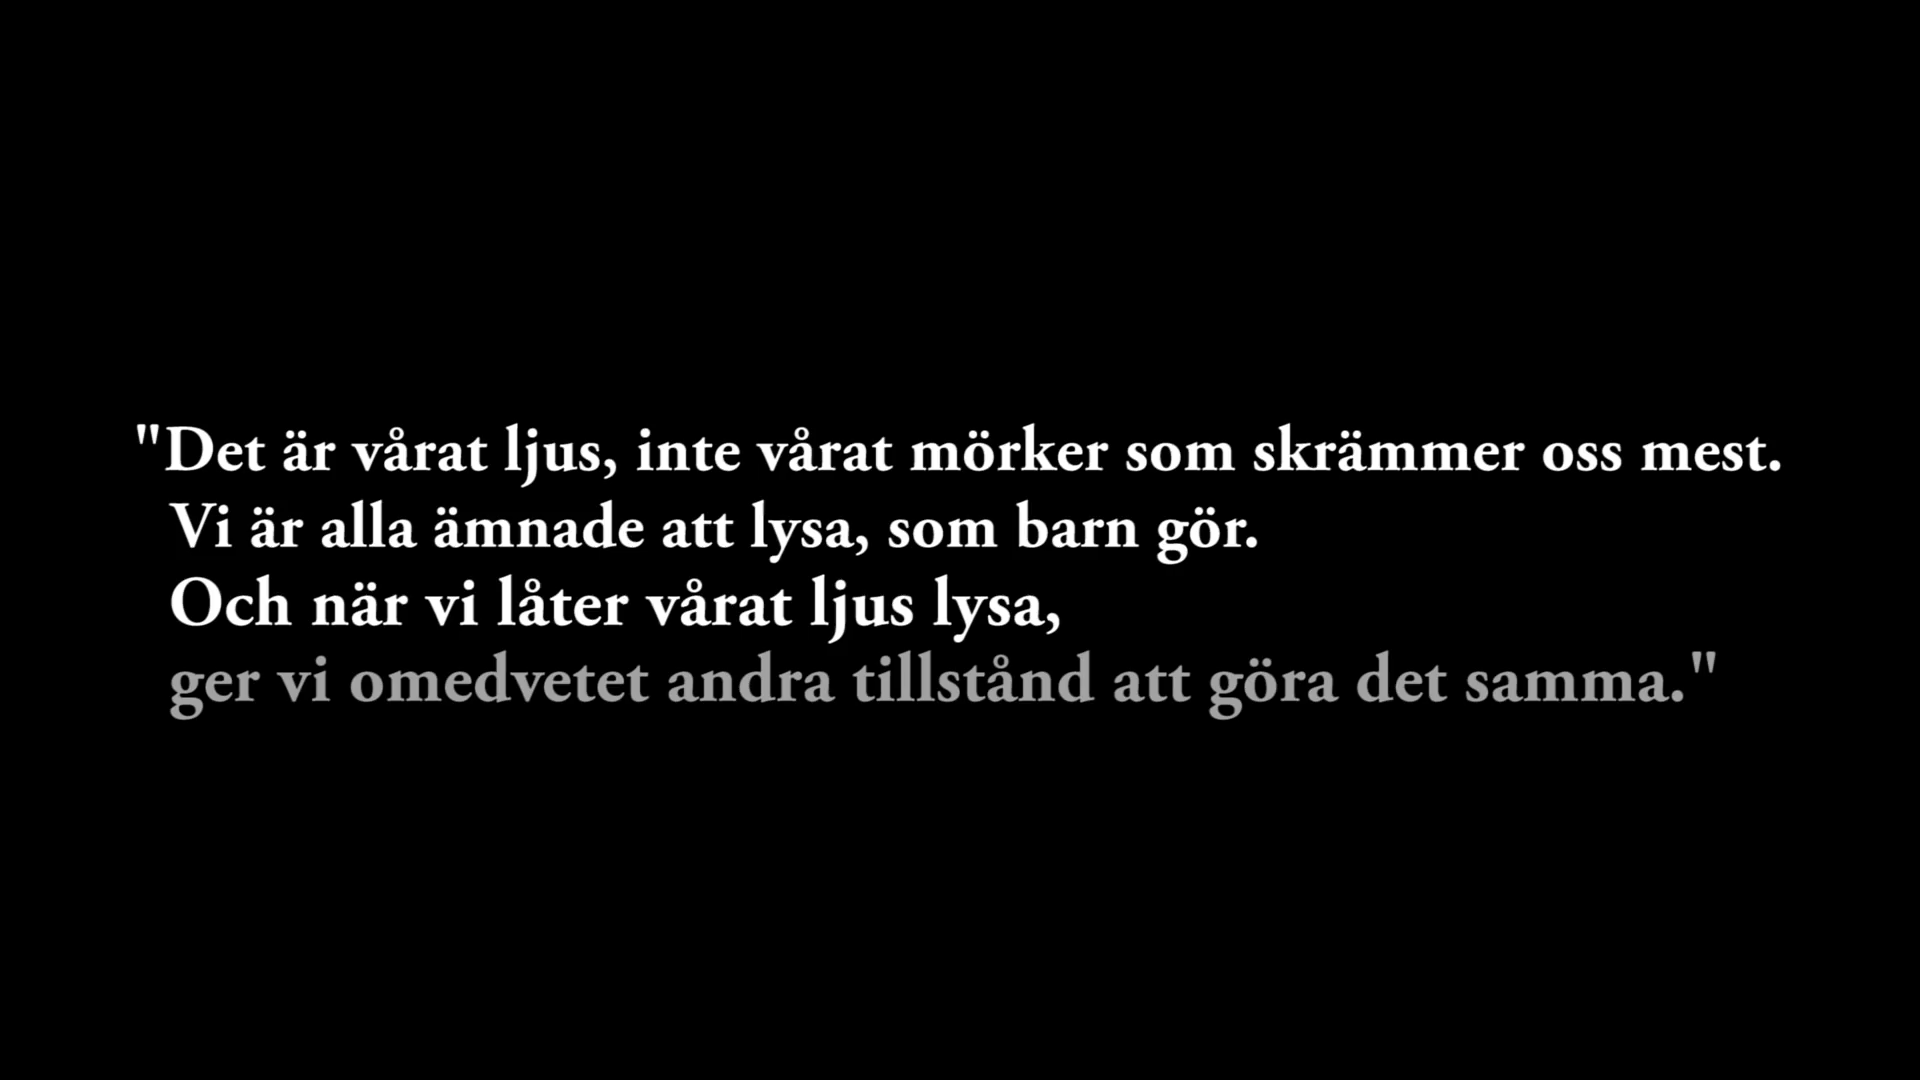 "Det är vårat ljus, inte vårat mörker som skrämmer oss mest.
Vi är alla ämnade att lysa, som barn gör.
Och när vi låter vårat ljus lysa,
ger vi omedvetet andra tillstånd att göra det samma."